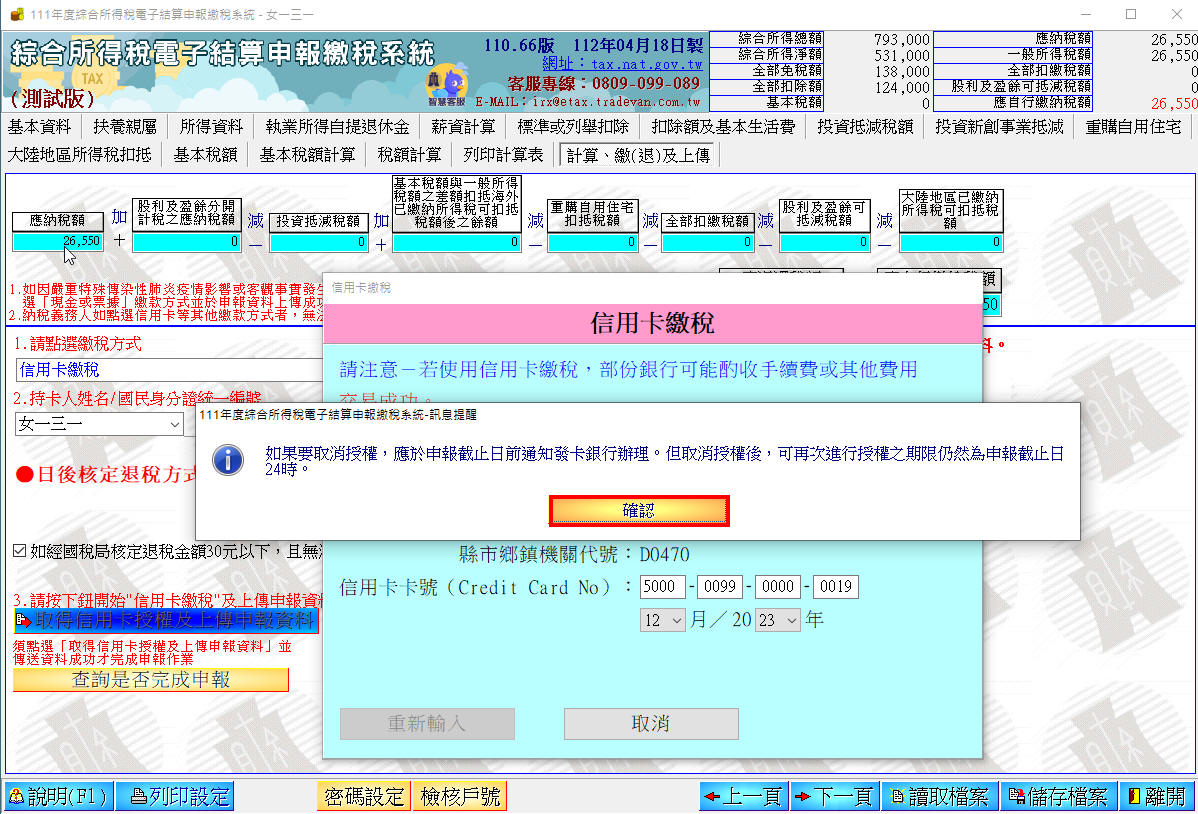 111年度綜合所得稅電子結算申報繳稅系統 - 女一三一
綜合所得稅電子結算申報繳稅系統
(測試版)
TAX
智慧客服
110.66版 112年04月18日製
網址：tax.nat.gov.tw
客服專線：0809-099-089
E-MAIL：irx@etax.tradevan.com.tw
綜合所得總額 793,000 應納稅額 26,550
綜合所得淨額 531,000 一般所得稅額 26,550
全部免稅額 138,000 全部扣繳稅額 0
全部扣除額 124,000 股利及盈餘可抵減稅額 0
基本稅額 0 應自行繳納稅額 26,550
基本資料 扶養親屬 所得資料 執業所得自提退休金 薪資計算 標準或列舉扣除 扣除額及基本生活費 投資抵減稅額 投資新創事業抵減 重購自用住宅
大陸地區所得稅扣抵 基本稅額 基本稅額計算 稅額計算 列印計算表 計算、繳(退)及上傳
應納稅額
26,550
加
+
股利及盈餘分開
計稅之應納稅額
0
減
－
投資抵減稅額
0
加
+
基本稅額與一般所得
稅額之差額扣抵海外
已繳納所得稅可扣抵
稅額後之餘額
0
減
－
重購自用住宅
扣抵稅額
0
減
－
全部扣繳稅額
0
減
－
股利及盈餘可
抵減稅額
0
減
－
大陸地區已繳納
所得稅可扣抵稅
額
0
額
50
1.如因嚴重特殊傳染性肺炎疫情影響或客觀事實發生
選「現金或票據」繳款方式並於申報資料上傳成功
2.納稅義務人如點選信用卡等其他繳款方式者，無法
料。
1.請點選繳稅方式
信用卡繳稅
2.持卡人姓名/國民身分證統一編號
女一三一
●日後核定退稅方式
如經國稅局核定退稅金額30元以下，且無法
3.請按下鈕開始"信用卡繳稅"及上傳申報資料
取得信用卡授權及上傳申報資料
須點選「取得信用卡授權及上傳申報資料」並
傳送資料成功才完成申報作業
查詢是否完成申報
信用卡繳稅
信用卡繳稅
請注意－若使用信用卡繳稅，部份銀行可能酌收手續費或其他費用
交易成功。
111年度綜合所得稅電子結算申報繳稅系統-訊息提醒
如果要取消授權，應於申報截止日前通知發卡銀行辦理。但取消授權後，可再次進行授權之期限仍然為申報截止日
24時。
確認
縣市鄉鎮機關代號：D0470
信用卡卡號（Credit Card No）：5000-0099-0000-0019
12 月／20 23 年
重新輸入 取消
說明(F1) 列印設定 密碼設定 檢核戶號 上一頁 下一頁 讀取檔案 儲存檔案 離開